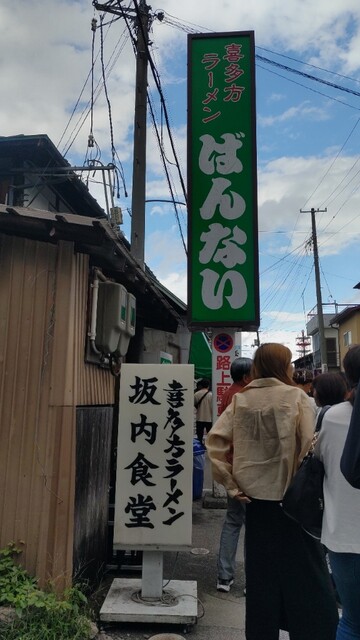 喜多方
ラーメン
ばんない
路上駐
喜多方ラーメン
坂内食堂